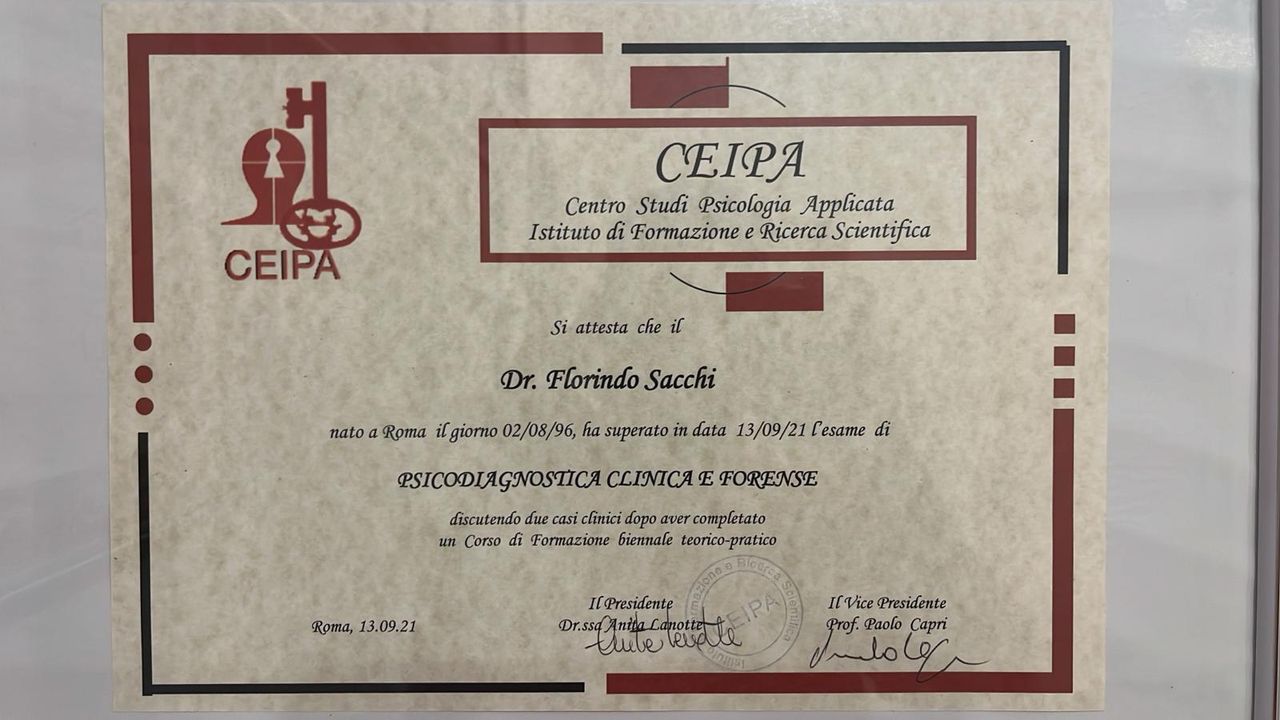 CEIPA
CEIPA
Centro Studi Psicologia Applicata
Istituto di Formazione e Ricerca Scientifica
Si attesta che il
Dr. Florindo Sacchi
nato a Roma il giorno 02/08/96, ha superato in data 13/09/21 l'esame di
PSICODIAGNOSTICA CLINICA E FORENSE
discutendo due casi clinici dopo aver completato
un Corso di Formazione biennale teorico-pratico
Roma, 13.09.21
Il Presidente
Dr.ssa Anita Lanotte
Il Vice Presidente
Prof. Paolo Capri
e Ricerca Scientifica
CEIPA